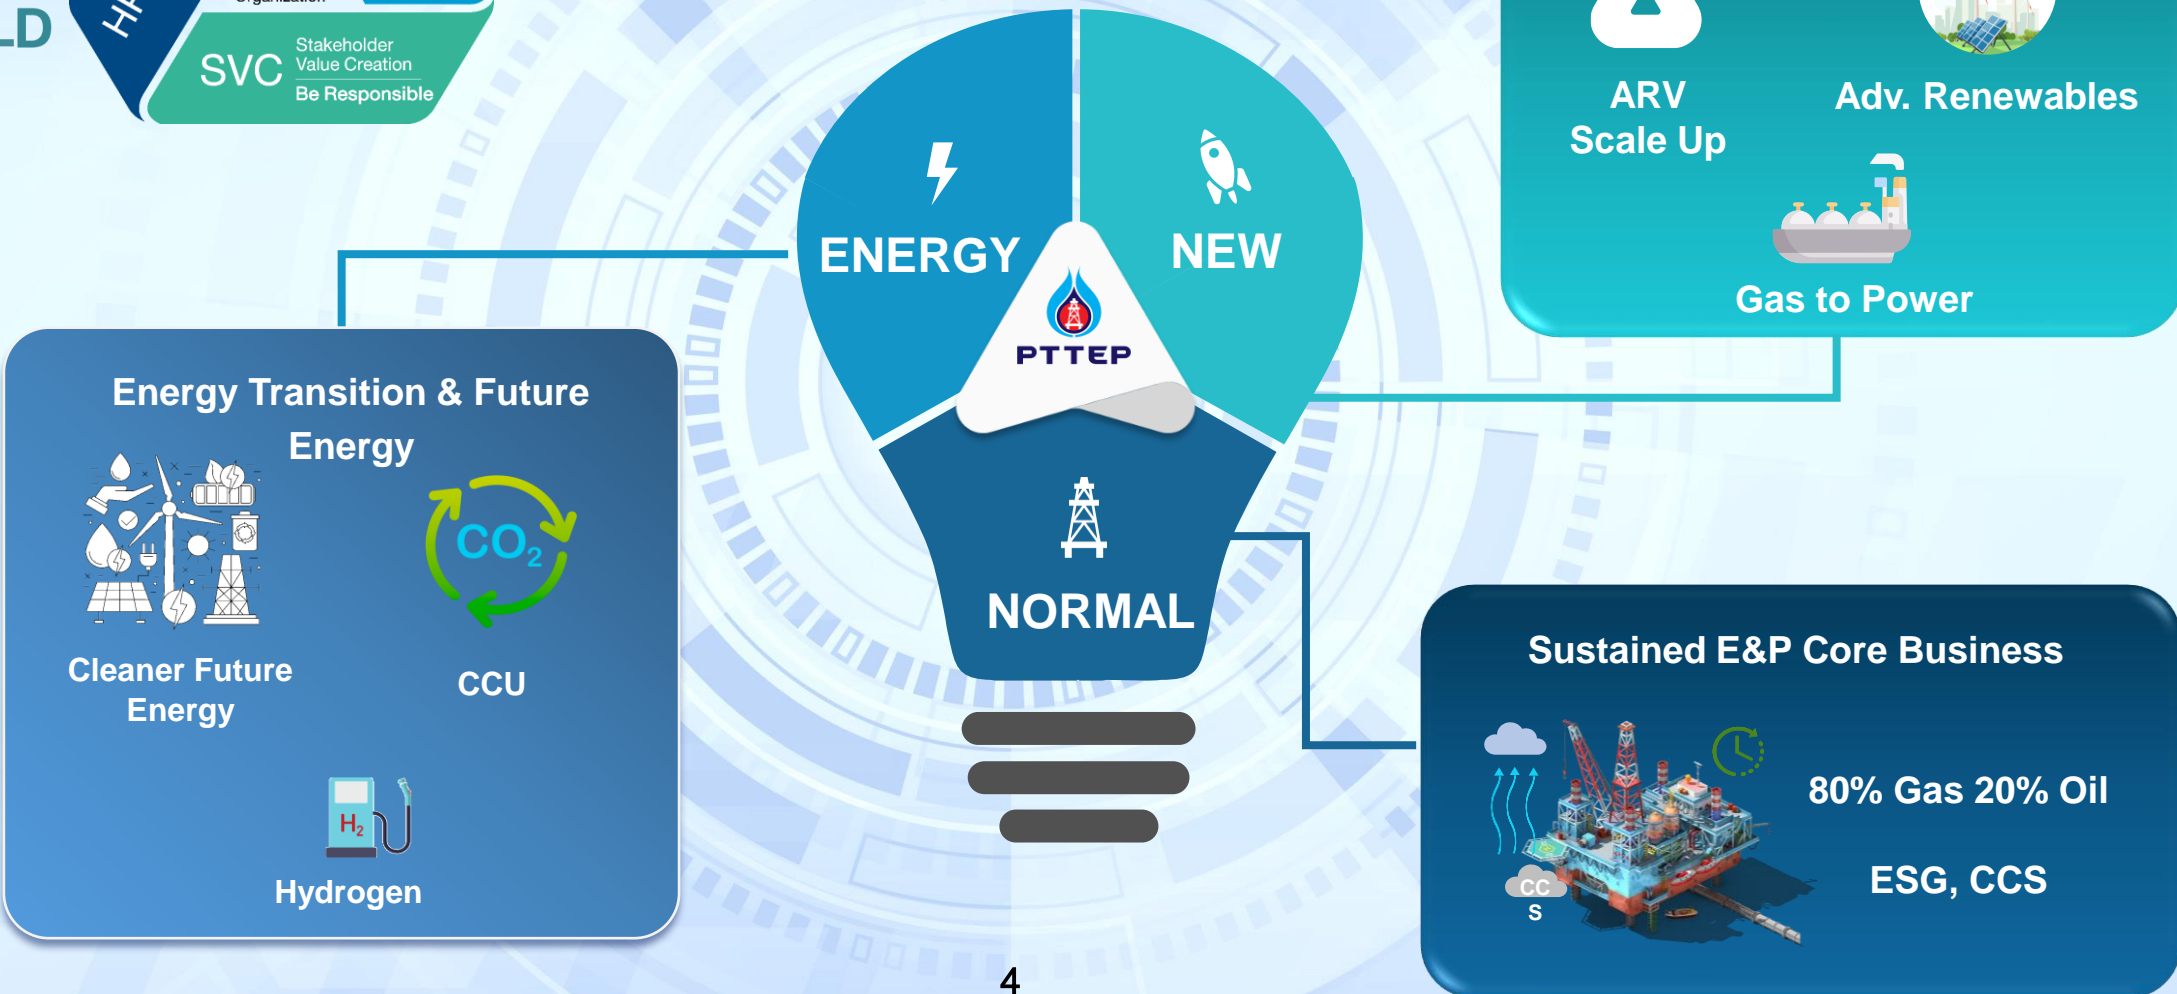 SVC
Stakeholder
Value Creation
Be Responsible
ARV
Scale Up
Adv. Renewables
Gas to Power
ENERGY
NEW
PTTEP
NORMAL
Energy Transition & Future
Energy
CO₂
Cleaner Future
Energy
CCU
H₂
Hydrogen
Sustained E&P Core Business
80% Gas 20% Oil
ESG, CCS
CC
S
4